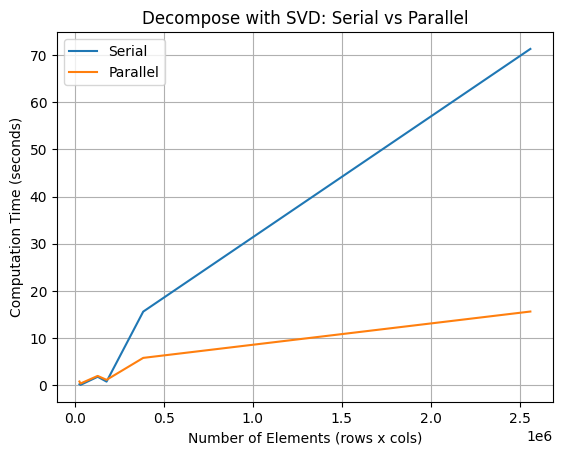 Decompose with SVD: Serial vs Parallel
Serial
Parallel
Computation Time (seconds)
70
60
50
40
30
20
10
0
0.0 0.5 1.0 1.5 2.0 2.5
1e6
Number of Elements (rows x cols)